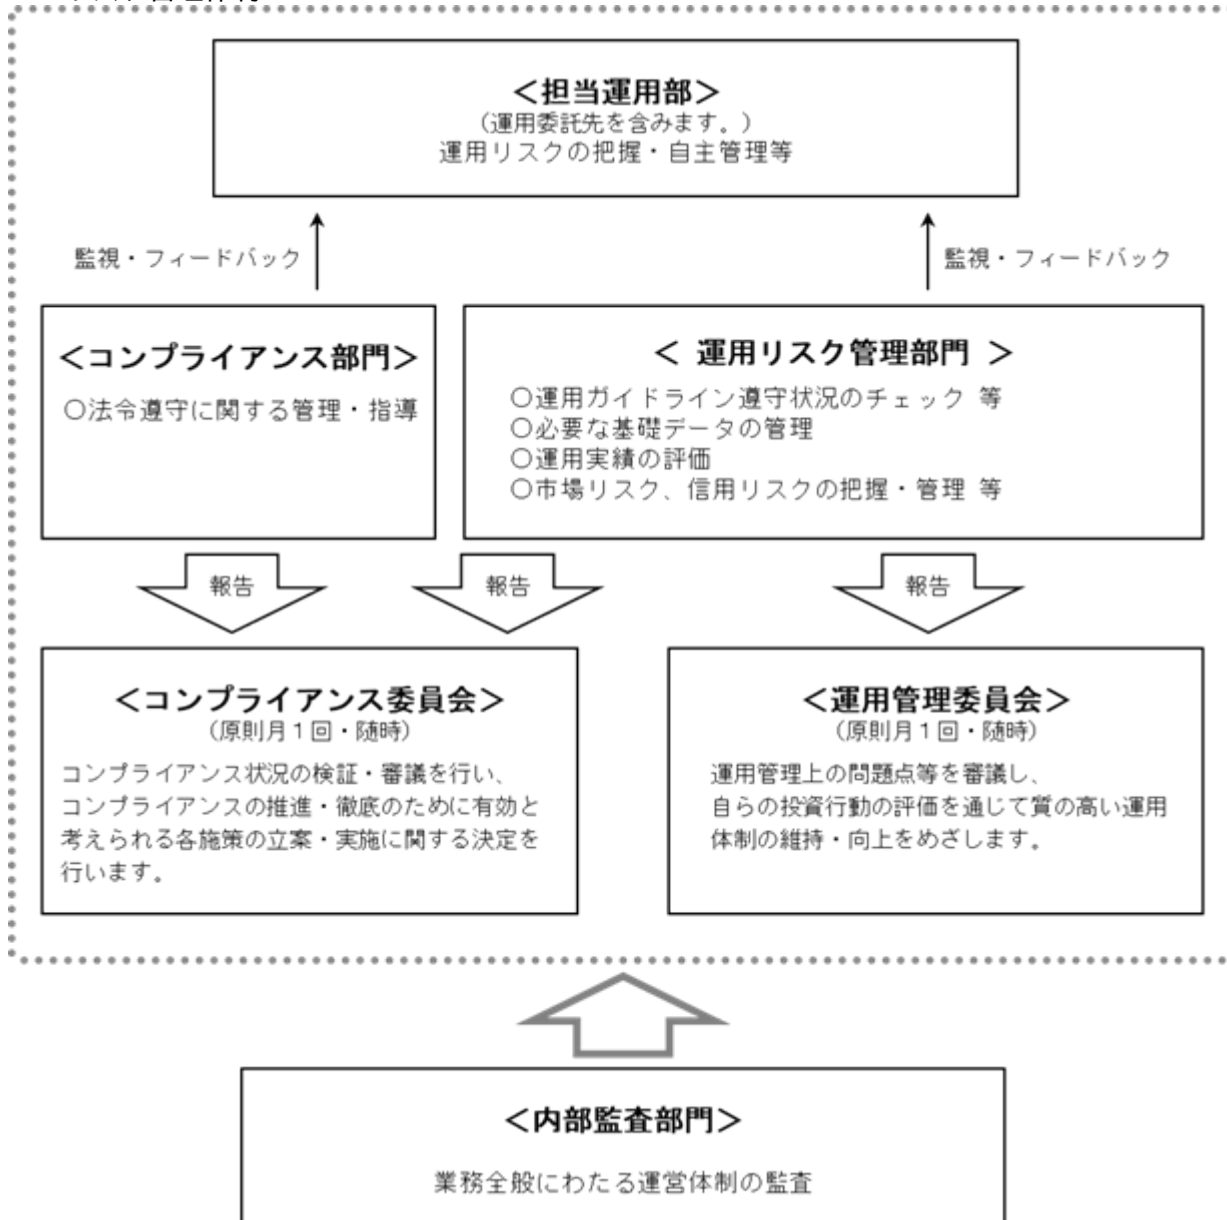 ＜担当運用部＞
（運用委託先を含みます。）
運用リスクの把握・自主管理等
監視・フィードバック
監視・フィードバック
＜コンプライアンス部門＞
○法令遵守に関する管理・指導
＜ 運用リスク管理部門 ＞
○運用ガイドライン遵守状況のチェック 等
○必要な基礎データの管理
○運用実績の評価
○市場リスク、信用リスクの把握・管理 等
報告
報告
報告
＜コンプライアンス委員会＞
（原則月１回・随時）
コンプライアンス状況の検証・審議を行い、
コンプライアンスの推進・徹底のために有効と
考えられる各施策の立案・実施に関する決定を
行います。
＜運用管理委員会＞
（原則月１回・随時）
運用管理上の問題点等を審議し、
自らの投資行動の評価を通じて質の高い運用
体制の維持・向上をめざします。
＜内部監査部門＞
業務全般にわたる運営体制の監査